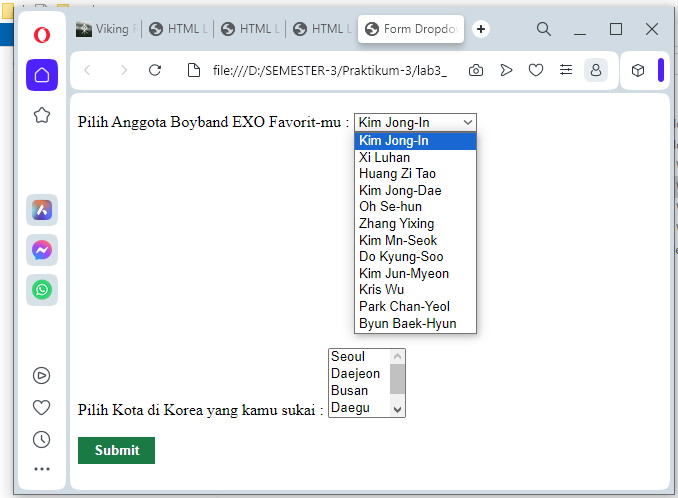 Viking F
HTML L
HTML L
HTML L
Form Dropdo
file:///D:/SEMESTER-3/Praktikum-3/lab3_
Pilih Anggota Boyband EXO Favorit-mu : Kim Jong-In
Kim Jong-In
Xi Luhan
Huang Zi Tao
Kim Jong-Dae
Oh Se-hun
Zhang Yixing
Kim Mn-Seok
Do Kyung-Soo
Kim Jun-Myeon
Kris Wu
Park Chan-Yeol
Byun Baek-Hyun
Seoul
Daejeon
Busan
Daegu
Pilih Kota di Korea yang kamu sukai :
Submit